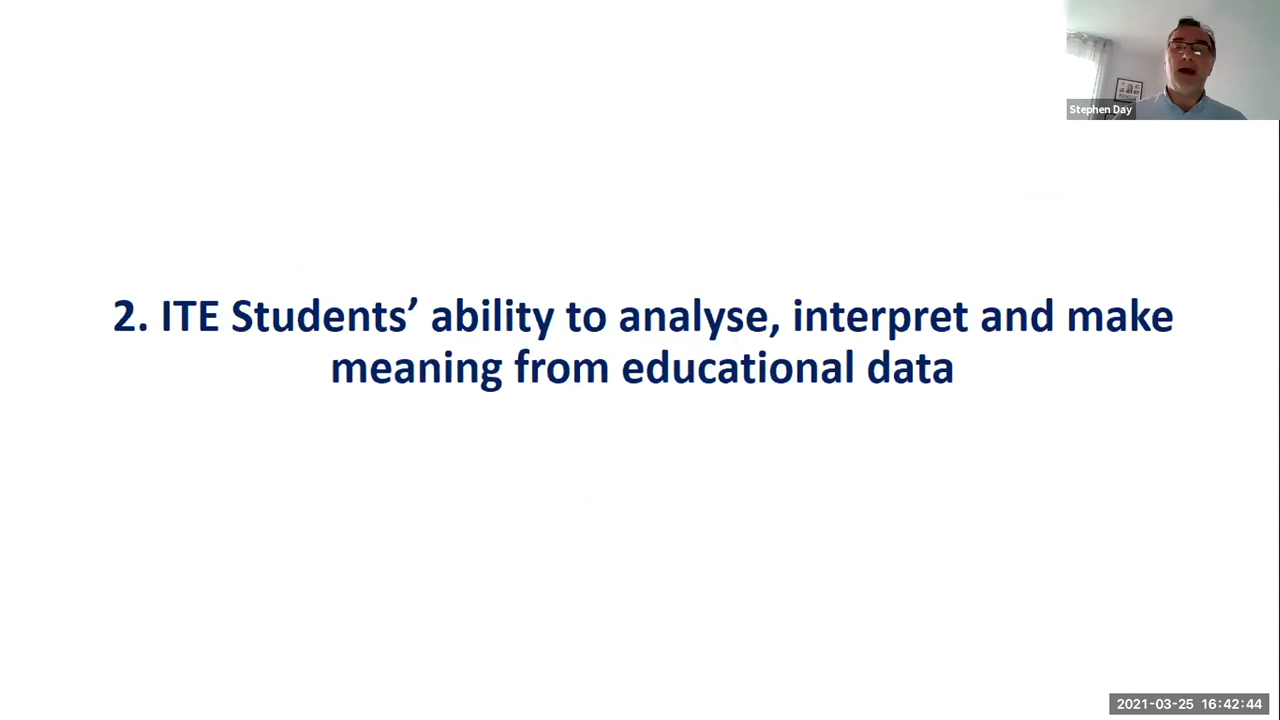 Stephen Day
2. ITE Students’ ability to analyse, interpret and make
meaning from educational data
2021-03-25 16:42:44